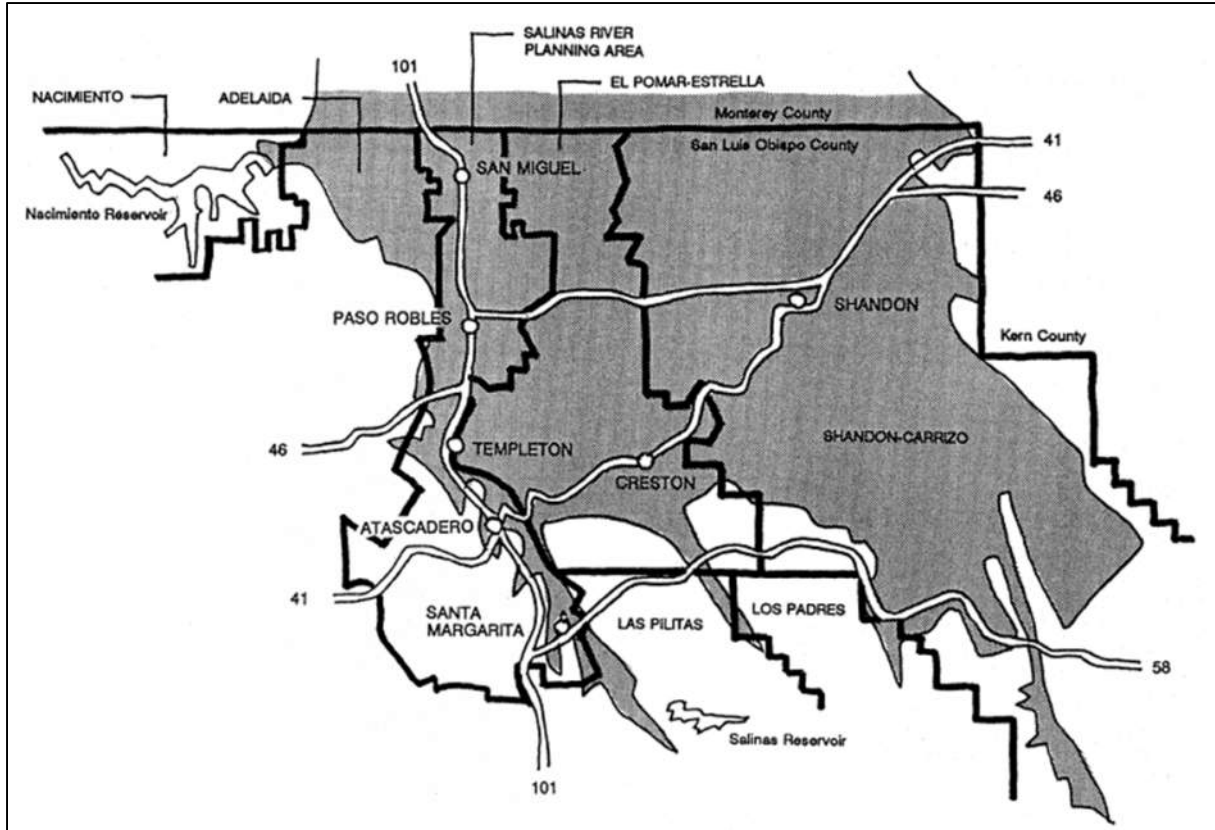 SALINAS RIVER
PLANNING AREA
101
EL POMAR-ESTRELLA
NACIMIENTO
ADELAIDA
Monterey County
San Luis Obispo County
41
SAN MIGUEL
46
Nacimiento Reservoir
SHANDON
PASO ROBLES
Kern County
SHANDON-CARRIZO
46
TEMPLETON
CRESTON
ATASCADERO
41
SANTA
MARGARITA
LAS PILITAS
LOS PADRES
58
Salinas Reservoir
101